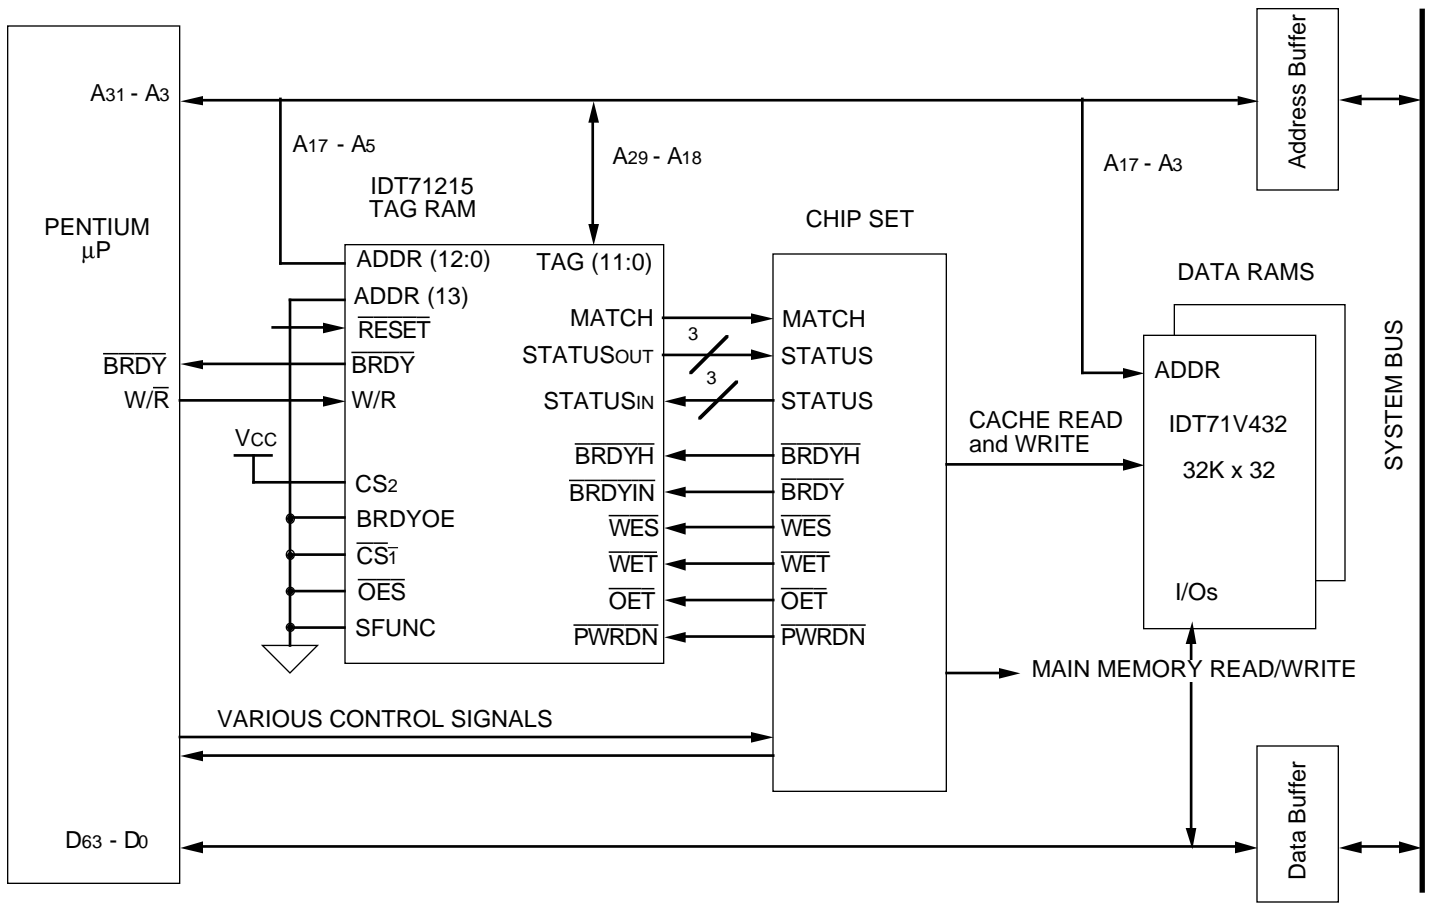 A31 - A3
A17 - A5
A29 - A18
A17 - A3
Address Buffer
SYSTEM BUS
PENTIUM
µP
IDT71215
TAG RAM
CHIP SET
DATA RAMS
ADDR (12:0)
TAG (11:0)
ADDR (13)
RESET
MATCH
MATCH
BRDY
BRDY
STATUSOUT
3
STATUS
W/R
W/R
STATUSIN
3
STATUS
VCC
CS2
BRDYH
BRDYH
BRDYOE
BRDYIN
BRDY
CS1
WES
WES
OES
WET
WET
SFUNC
OET
OET
PWRDN
PWRDN
CACHE READ
and WRITE
ADDR
IDT71V432
32K x 32
I/Os
MAIN MEMORY READ/WRITE
VARIOUS CONTROL SIGNALS
D63 - D0
Data Buffer